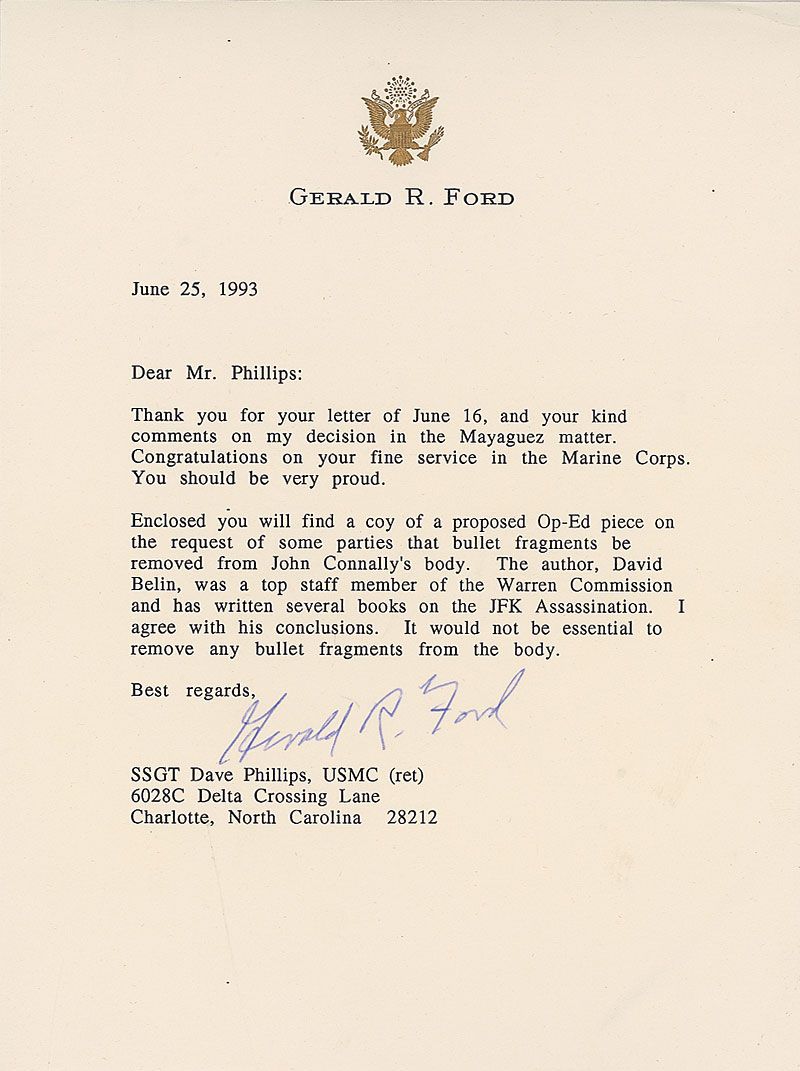 GERALD R. FORD
June 25, 1993
Dear Mr. Phillips:
Thank you for your letter of June 16, and your kind
comments on my decision in the Mayaguez matter.
Congratulations on your fine service in the Marine Corps.
You should be very proud.
Enclosed you will find a coy of a proposed Op-Ed piece on
the request of some parties that bullet fragments be
removed from John Connally's body. The author, David
Belin, was a top staff member of the Warren Commission
and has written several books on the JFK Assassination. I
agree with his conclusions. It would not be essential to
remove any bullet fragments from the body.
Best regards,
Gerald R. Ford
SSGT Dave Phillips, USMC (ret)
6028C Delta Crossing Lane
Charlotte, North Carolina 28212